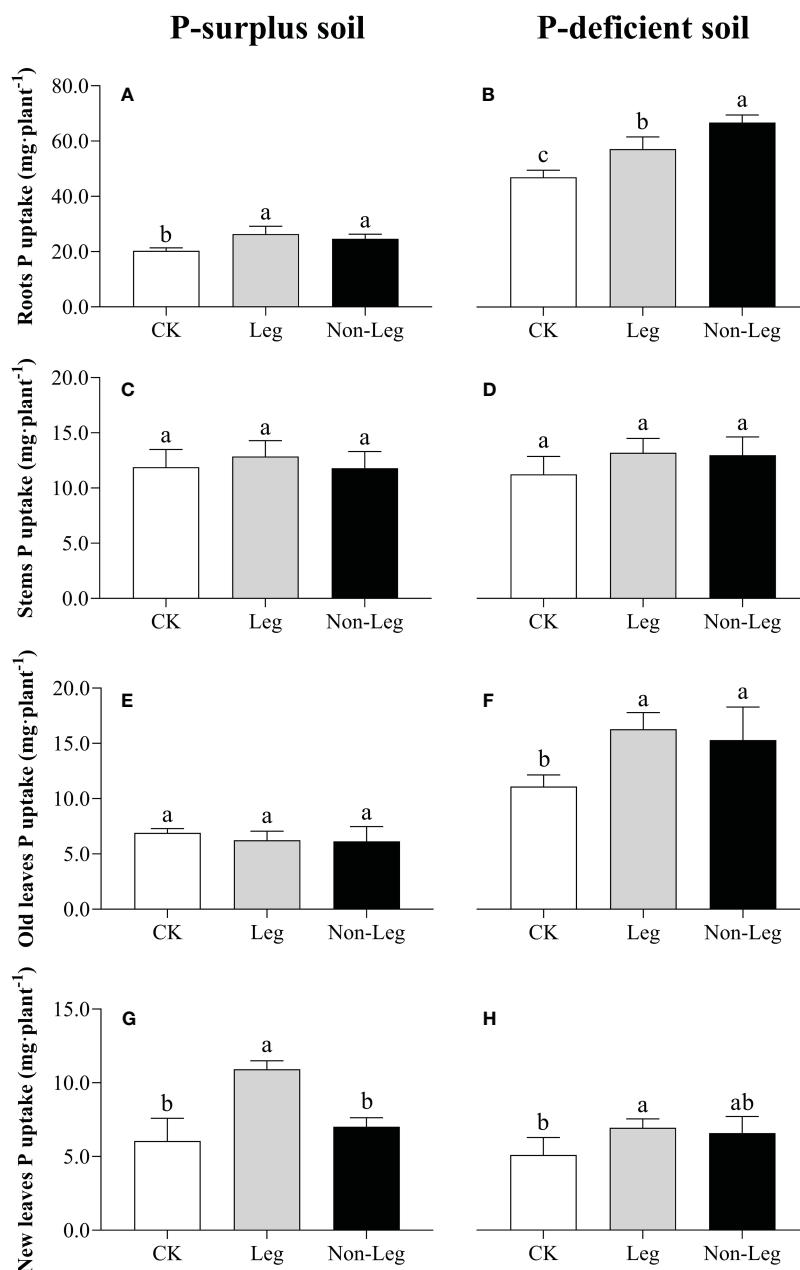 P-surplus soil P-deficient soil
Roots P uptake (mg·plant⁻¹)
80.0
60.0
40.0
20.0
0.0
A
b a a
CK Leg Non-Leg
B
c b a
CK Leg Non-Leg
Stems P uptake (mg·plant⁻¹)
20.0
15.0
10.0
5.0
0.0
C
a a a
CK Leg Non-Leg
D
a a a
CK Leg Non-Leg
Old leaves P uptake (mg·plant⁻¹)
20.0
15.0
10.0
5.0
0.0
E
a a a
CK Leg Non-Leg
F
b a a
CK Leg Non-Leg
New leaves P uptake (mg·plant⁻¹)
15.0
10.0
5.0
0.0
G
b a b
CK Leg Non-Leg
H
b a ab
CK Leg Non-Leg